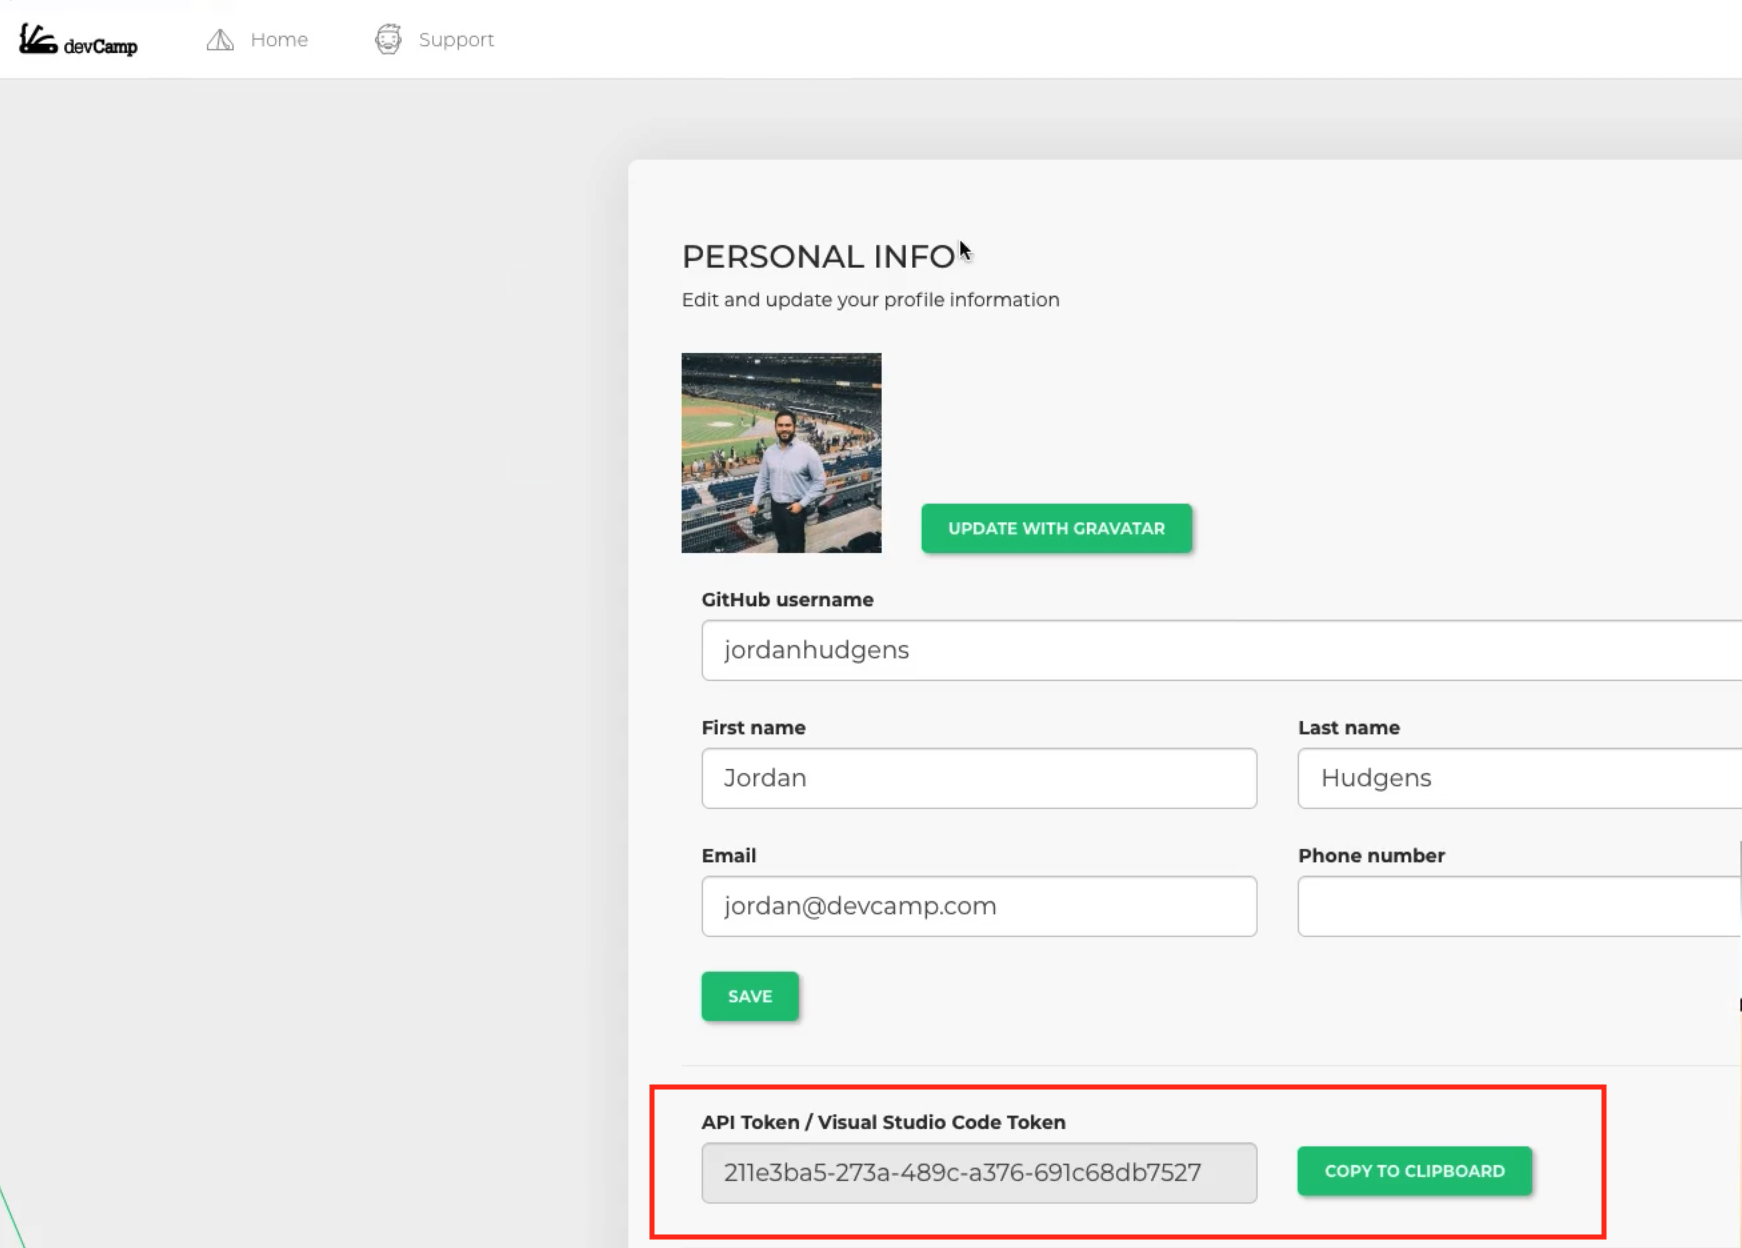 devCamp Home Support
PERSONAL INFO
Edit and update your profile information
UPDATE WITH GRAVATAR
GitHub username
jordanhudgens
First name Last name
Jordan Hudgens
Email Phone number
jordan@devcamp.com
SAVE
API Token / Visual Studio Code Token
211e3ba5-273a-489c-a376-691c68db7527 COPY TO CLIPBOARD